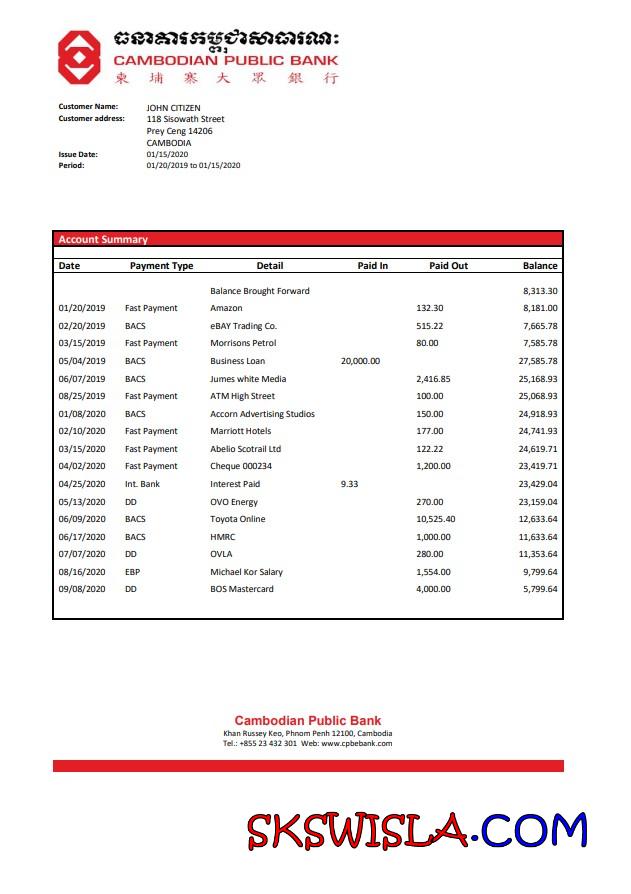 ធនាគារកម្ពុជាសាធារណៈ
CAMBODIAN PUBLIC BANK
柬 埔 寨 大 眾 銀 行
Customer Name: JOHN CITIZEN
Customer address: 118 Sisowath Street
Prey Ceng 14206
CAMBODIA
Issue Date: 01/15/2020
Period: 01/20/2019 to 01/15/2020
Account Summary
Date Payment Type Detail Paid In Paid Out Balance
Balance Brought Forward 8,313.30
01/20/2019 Fast Payment Amazon 132.30 8,181.00
02/20/2019 BACS eBAY Trading Co. 515.22 7,665.78
03/15/2019 Fast Payment Morrisons Petrol 80.00 7,585.78
05/04/2019 BACS Business Loan 20,000.00 27,585.78
06/07/2019 BACS Jumes white Media 2,416.85 25,168.93
08/25/2019 Fast Payment ATM High Street 100.00 25,068.93
01/08/2020 BACS Accorn Advertising Studios 150.00 24,918.93
02/10/2020 Fast Payment Marriott Hotels 177.00 24,741.93
03/15/2020 Fast Payment Abelio Scotrail Ltd 122.22 24,619.71
04/02/2020 Fast Payment Cheque 000234 1,200.00 23,419.71
04/25/2020 Int. Bank Interest Paid 9.33 23,429.04
05/13/2020 DD OVO Energy 270.00 23,159.04
06/09/2020 BACS Toyota Online 10,525.40 12,633.64
06/17/2020 BACS HMRC 1,000.00 11,633.64
07/07/2020 DD OVLA 280.00 11,353.64
08/16/2020 EBP Michael Kor Salary 1,554.00 9,799.64
09/08/2020 DD BOS Mastercard 4,000.00 5,799.64
Cambodian Public Bank
Khan Russey Keo, Phnom Penh 12100, Cambodia
Tel.: +855 23 432 301 Web: www.cpbebank.com
SKSWISLA.COM